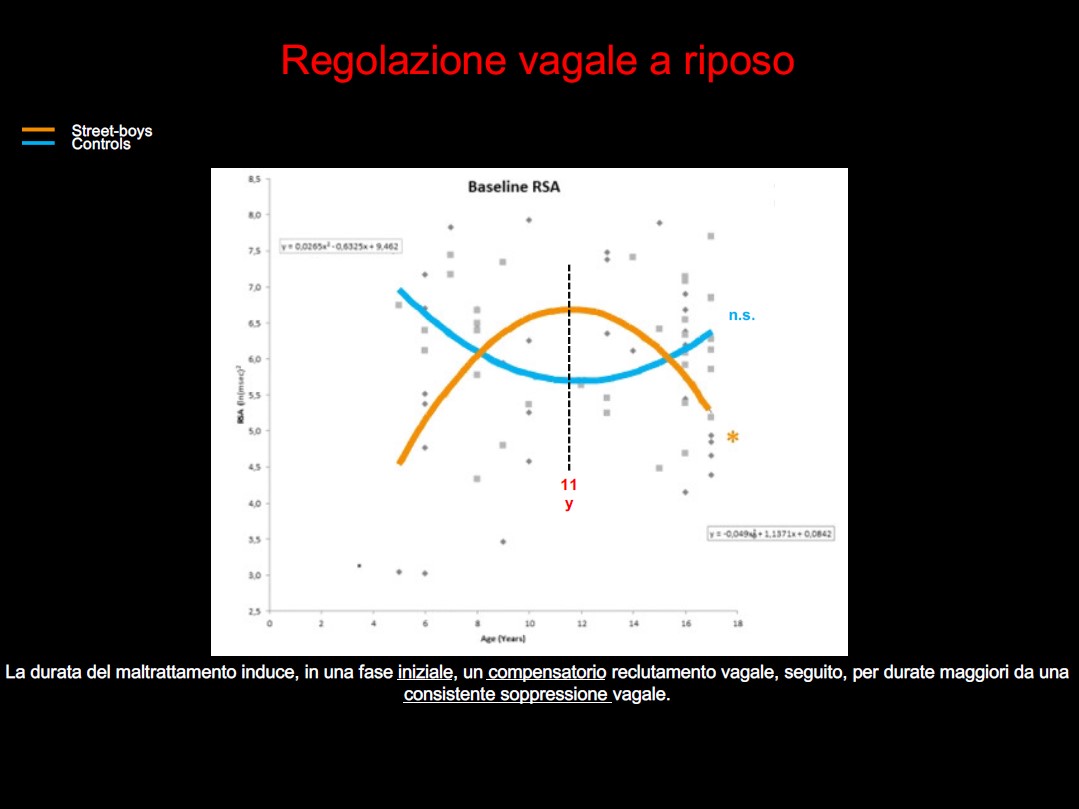 Regolazione vagale a riposo
Street-boys
Controls
Baseline RSA
8,5
8,0
7,5
7,0
6,5
6,0
5,5
5,0
4,5
4,0
3,5
3,0
2,5
RSA (ln(msec)²
y = 0,0265x² - 0,6325x + 9,462
n.s.
*
11
y
y = -0,049x² + 1,1371x + 0,0842
0 2 4 6 8 10 12 14 16 18
Age (Years)
La durata del maltrattamento induce, in una fase iniziale, un compensatorio reclutamento vagale, seguito, per durate maggiori da una
consistente soppressione vagale.